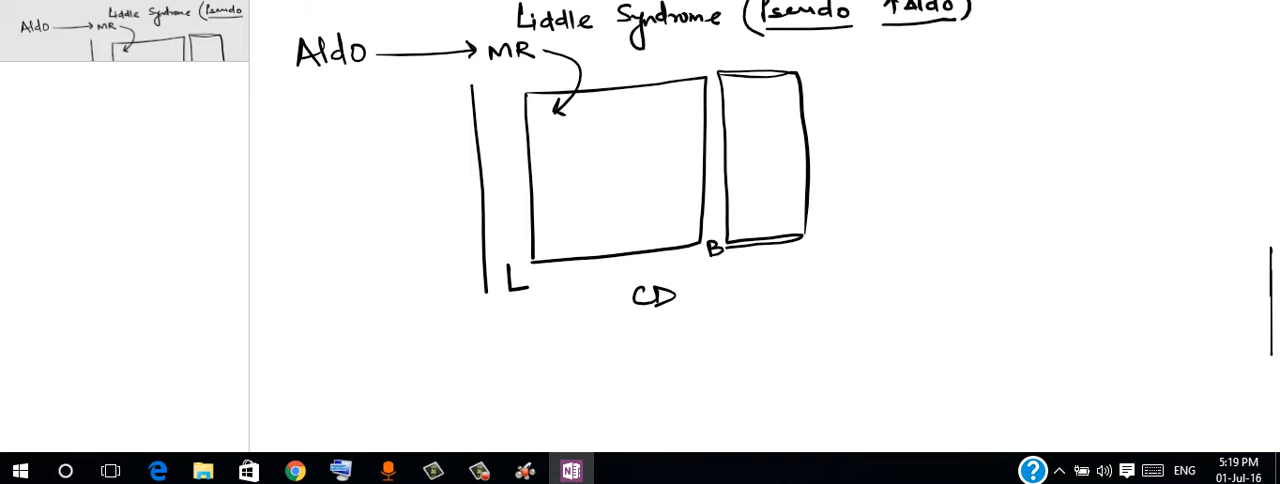 Liddle Syndrome (Pseudo
Aldo → MR
Liddle Syndrome (Pseudo ↑Aldo)
Aldo → MR
L
B
CD
ENG
5:19 PM
01-Jul-16